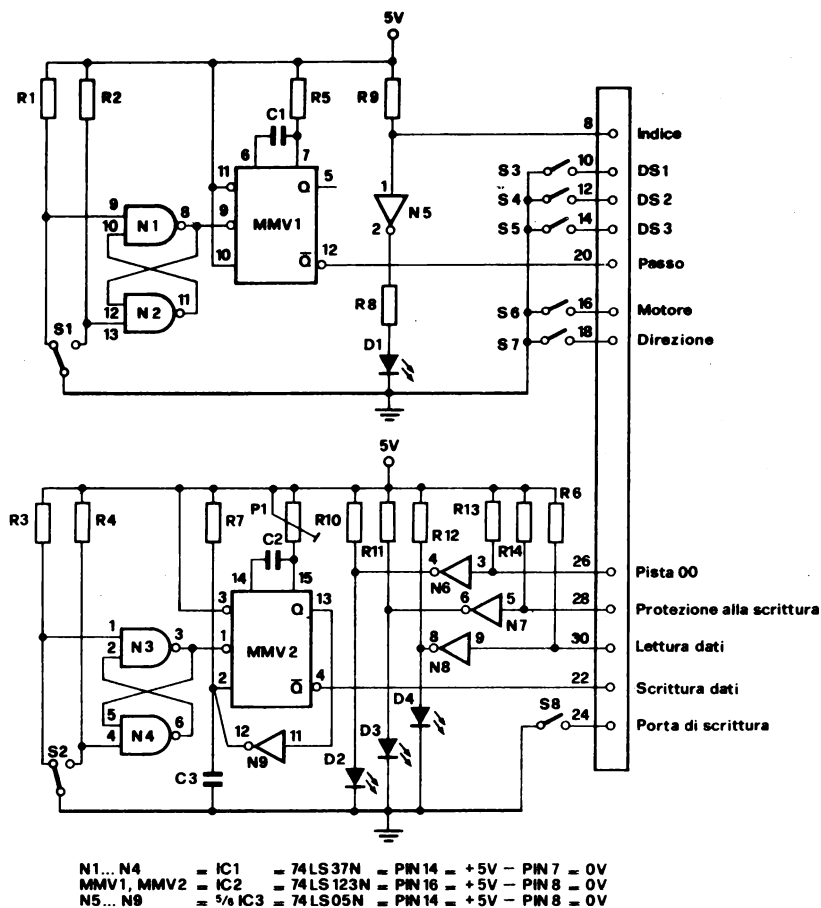 5V
R1
R2
R5
R9
C1
6
7
8
Indice
11
Q
5
1
S3
10
DS1
N5
S4
12
DS2
9
10
N1
8
9
MMV1
2
S5
14
DS3
10
Q
12
20
Passo
12
13
N2
11
R8
S6
16
Motore
S1
D1
S7
18
Direzione
5V
R3
R4
R7
P1
R10
R11
R12
R13
R14
R6
C2
14
15
4
3
26
Pista 00
N6
3
Q
13
6
5
28
Protezione alla scrittura
N7
1
2
N3
3
1
MMV2
8
9
30
Lettura dati
N8
2
Q
4
22
Scrittura dati
5
4
N4
6
D4
S8
24
Porta di scrittura
12
11
N9
D3
S2
C3
D2
N1... N4 = IC1 = 74LS37N = PIN 14 = +5V - PIN 7 = 0V
MMV1, MMV2 = IC2 = 74LS123N = PIN 16 = +5V - PIN 8 = 0V
N5... N9 = 5/6 IC3 = 74LS05N = PIN 14 = +5V - PIN 8 = 0V